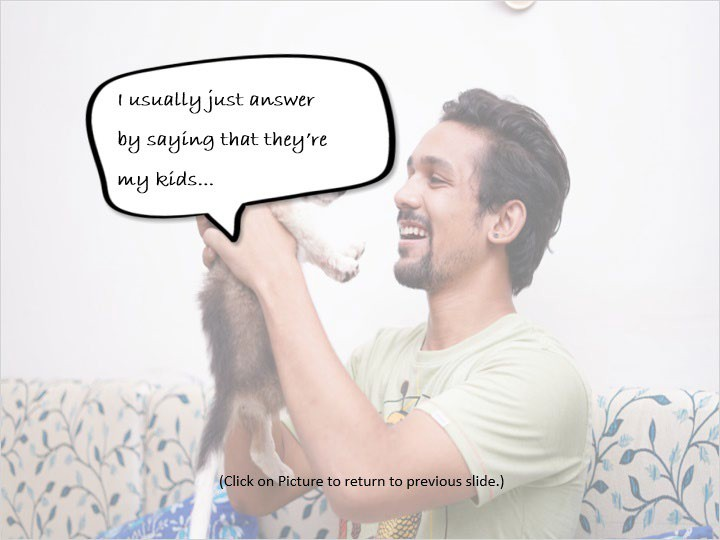 I usually just answer
by saying that they’re
my kids...
(Click on Picture to return to previous slide.)